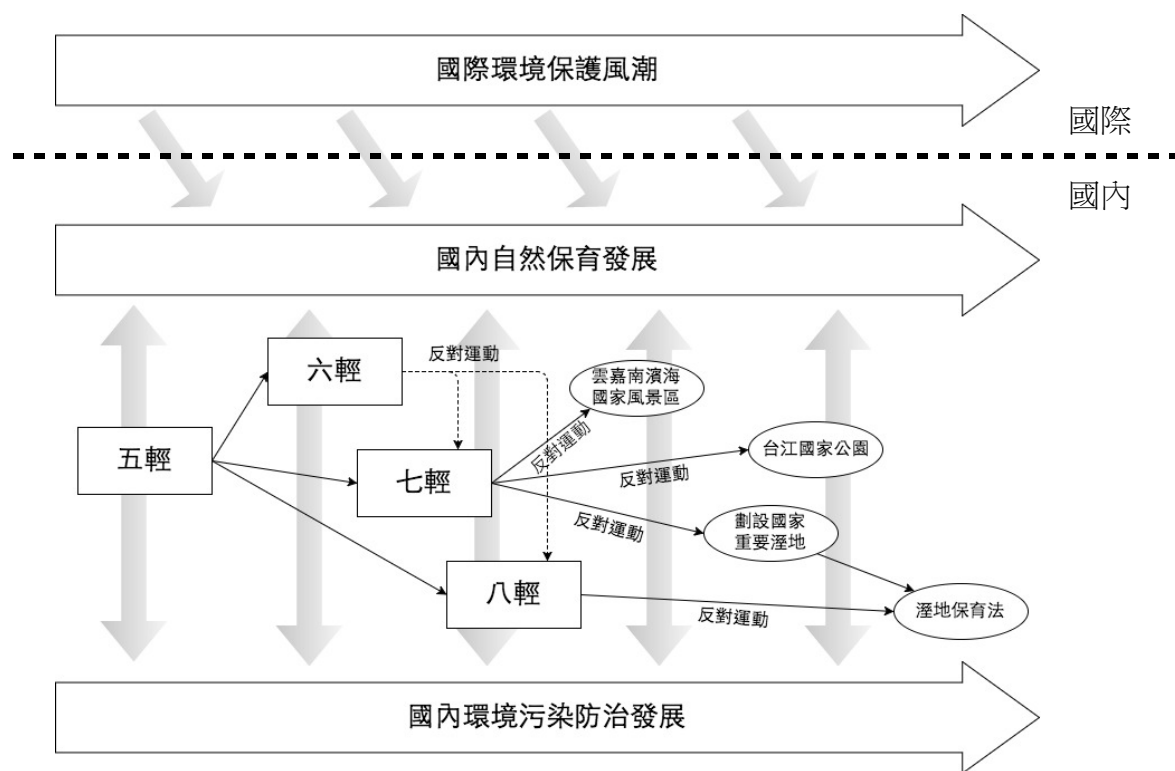 國際環境保護風潮
國際
國內
國內自然保育發展
六輕
反對運動
雲嘉南濱海
國家風景區
五輕
反對運動
台江國家公園
七輕
反對運動
反對運動
劃設國家
重要溼地
八輕
反對運動
溼地保育法
國內環境污染防治發展